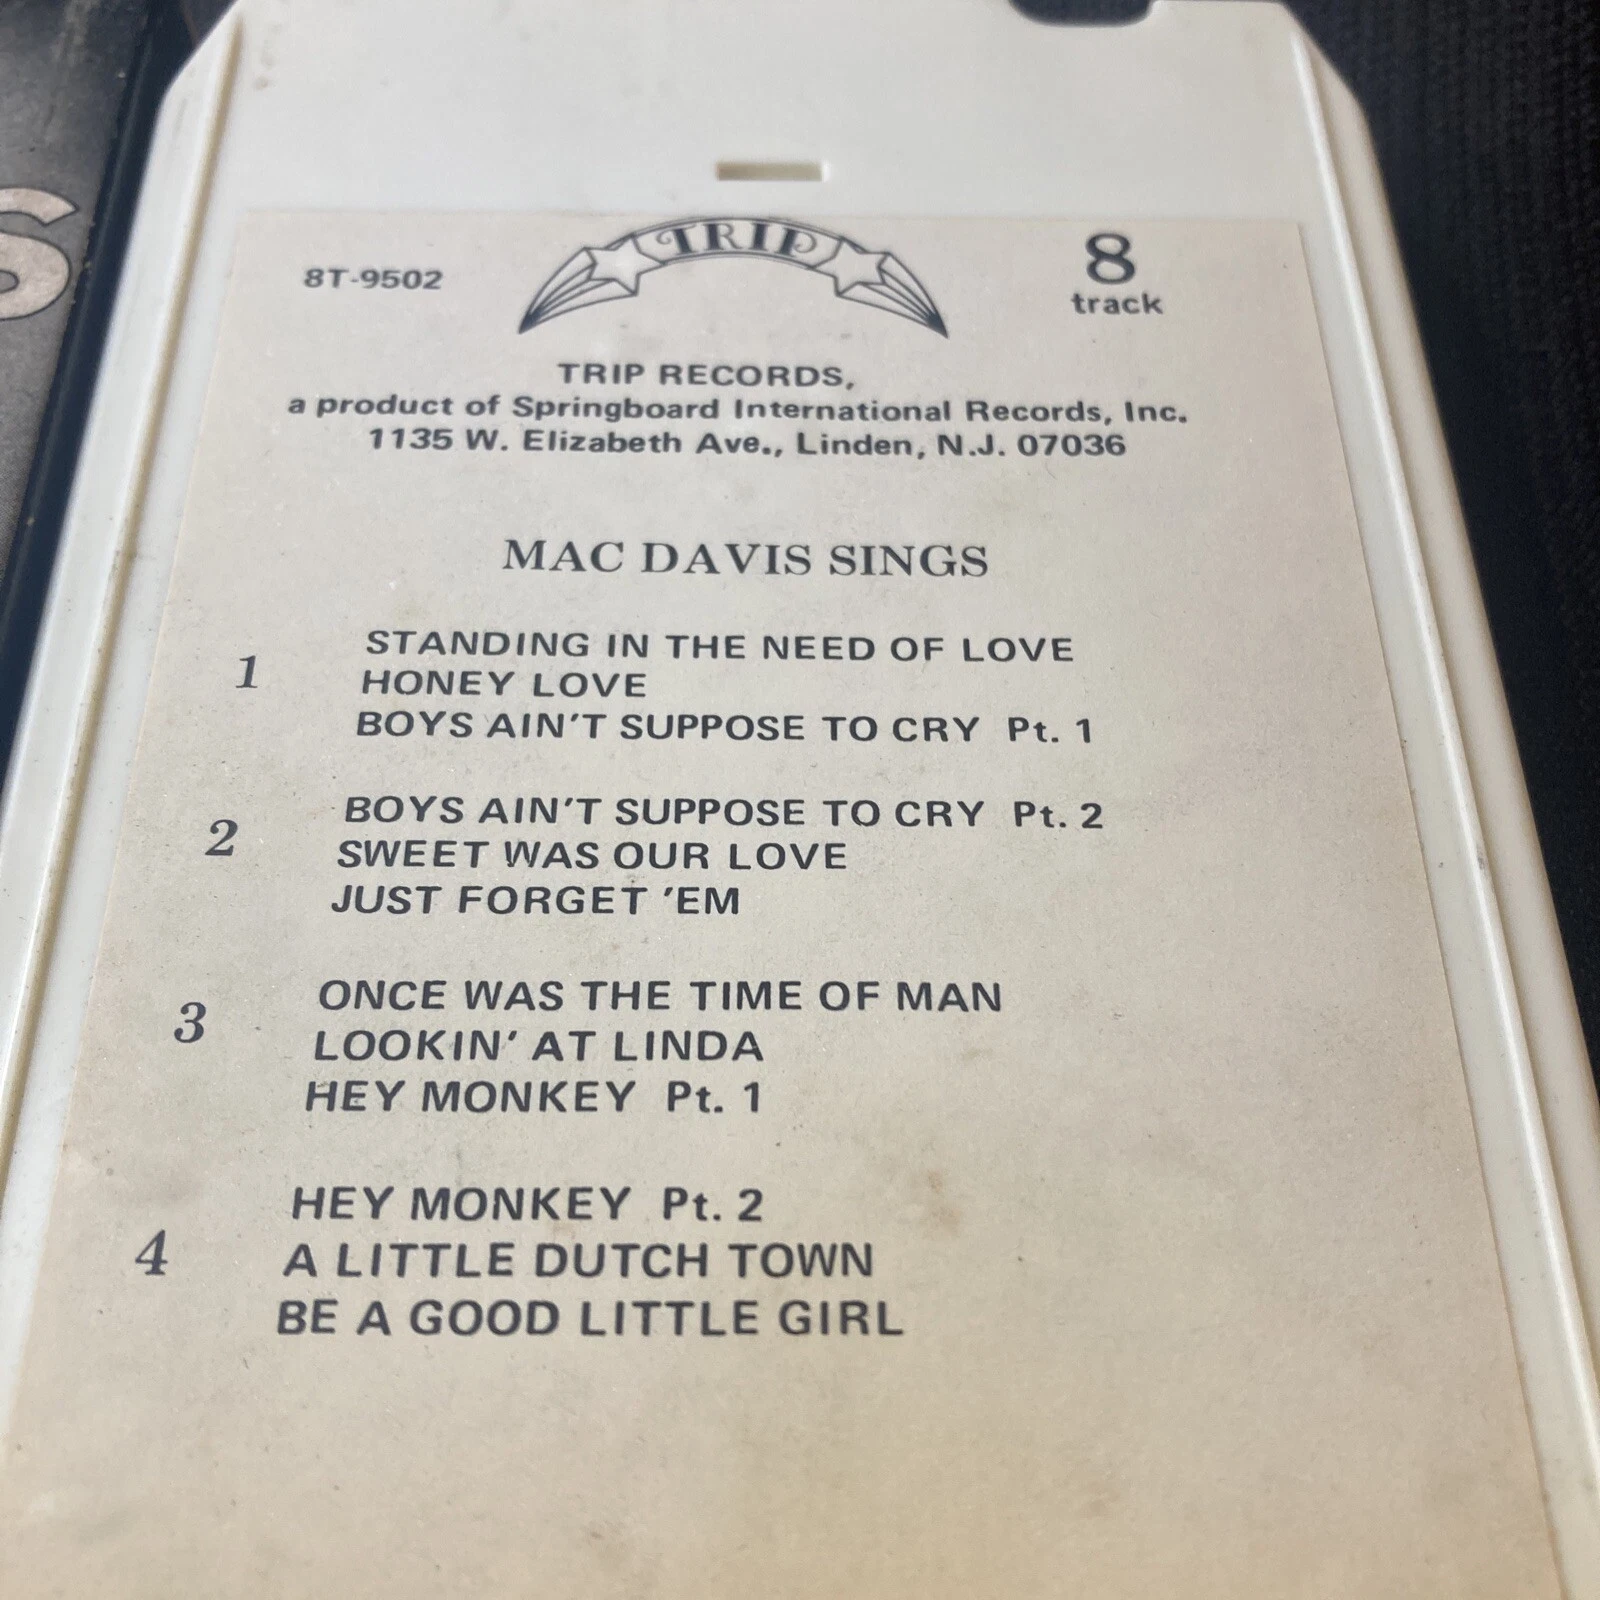 S
TRIP
8T-9502
8
track
TRIP RECORDS,
a product of Springboard International Records, Inc.
1135 W. Elizabeth Ave., Linden, N.J. 07036
MAC DAVIS SINGS
1
STANDING IN THE NEED OF LOVE
HONEY LOVE
BOYS AIN'T SUPPOSE TO CRY Pt. 1
2
BOYS AIN'T SUPPOSE TO CRY Pt. 2
SWEET WAS OUR LOVE
JUST FORGET 'EM
3
ONCE WAS THE TIME OF MAN
LOOKIN' AT LINDA
HEY MONKEY Pt. 1
4
HEY MONKEY Pt. 2
A LITTLE DUTCH TOWN
BE A GOOD LITTLE GIRL